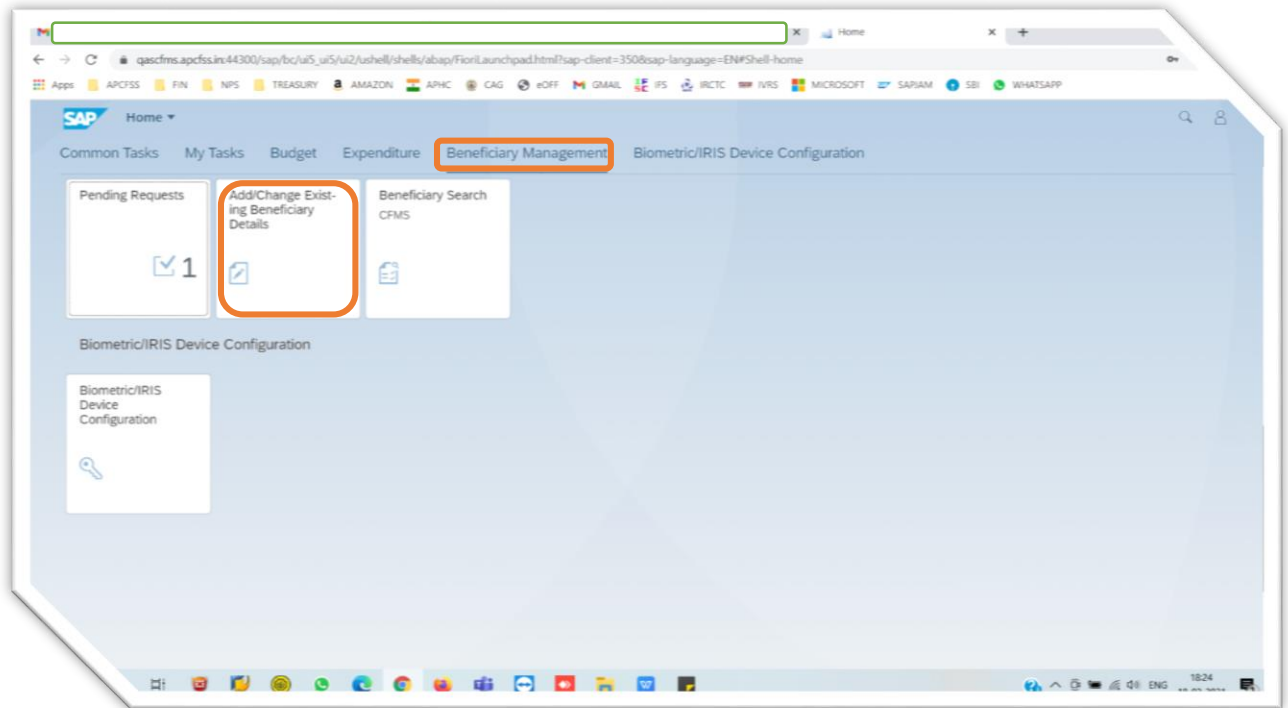 Home
qascfms.apcfss.in:44300/sap/bc/ui5_ui5/ui2/ushell/shells/abap/FioriLaunchpad.html?sap-client=350&sap-language=EN#Shell-home
Apps APCFSS FIN NPS TREASURY AMAZON APHC CAG eOFF GMAIL IFS IRCTC IVRS MICROSOFT SAPIAM SBI WHATSAPP
SAP Home
Common Tasks My Tasks Budget Expenditure Beneficiary Management Biometric/IRIS Device Configuration
Pending Requests
1
Add/Change Exist-
ing Beneficiary
Details
Beneficiary Search
CFMS
Biometric/IRIS Device Configuration
Biometric/IRIS
Device
Configuration
ENG 18:24